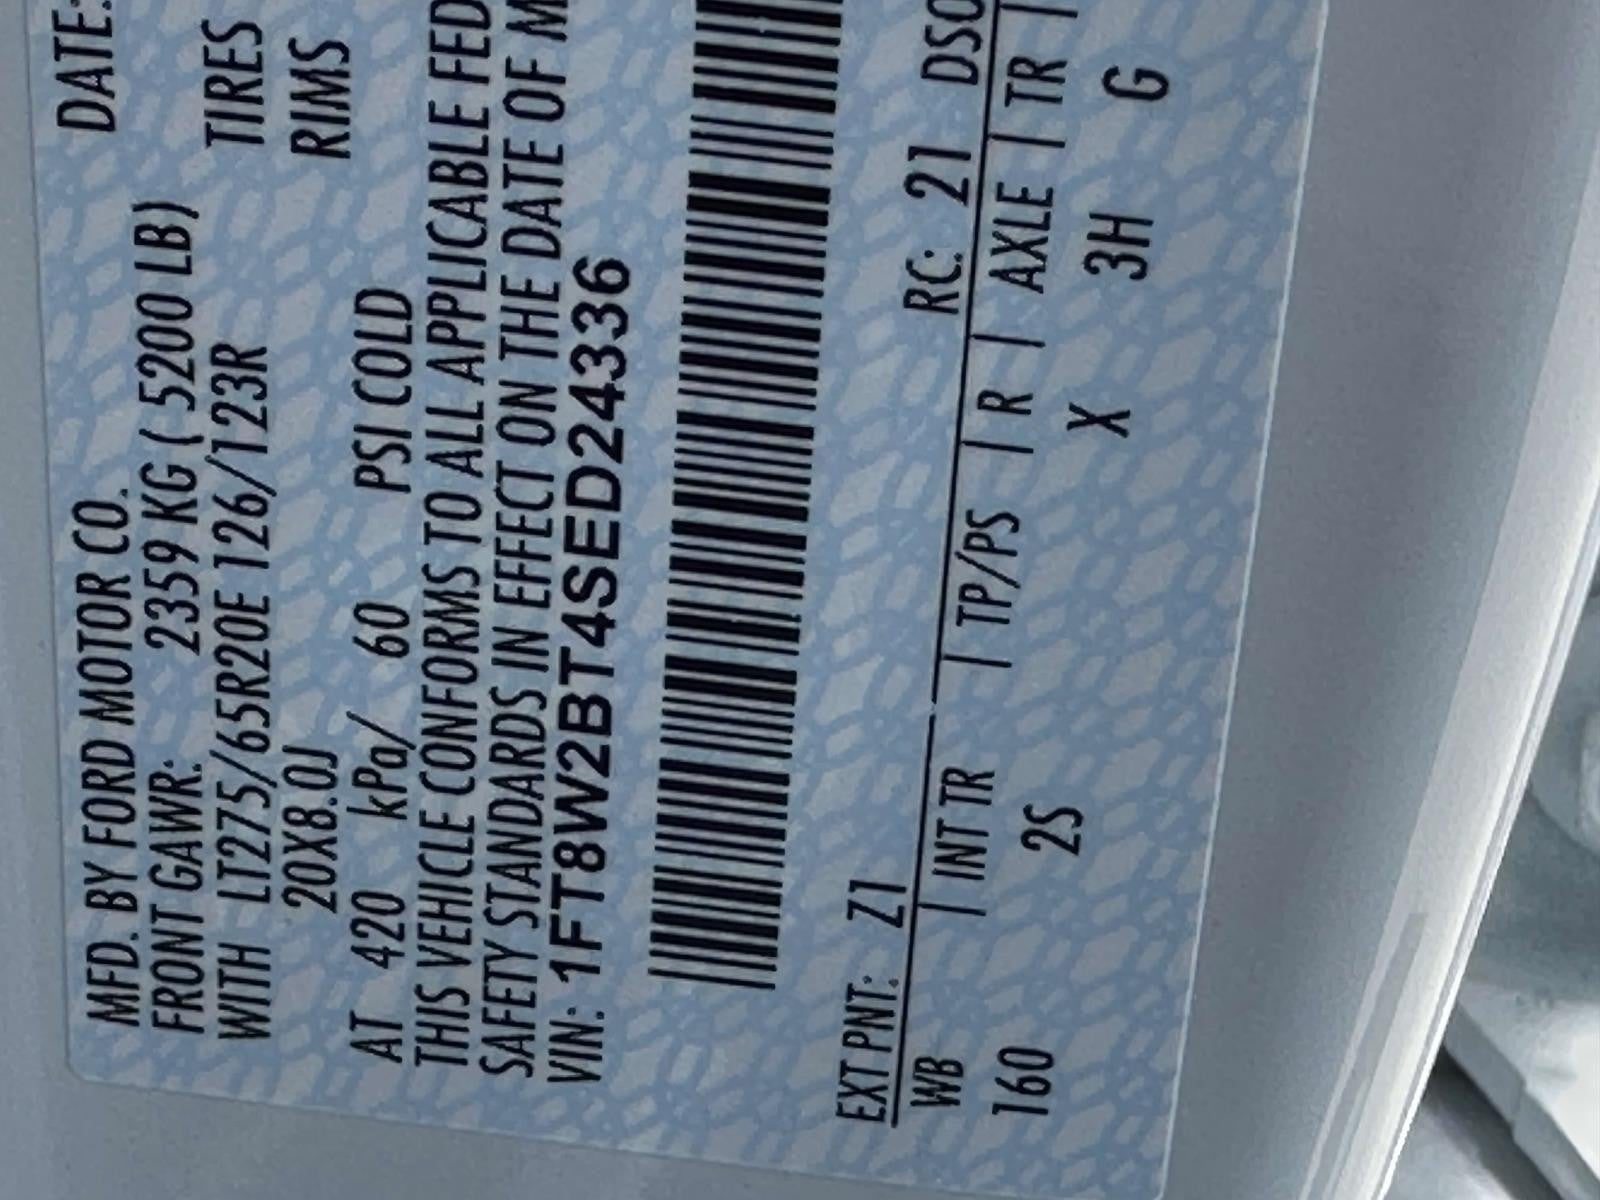 MFD. BY FORD MOTOR CO.
DATE:
FRONT GAWR: 2359 KG ( 5200 LB)
WITH LT275/65R20E 126/123R TIRES
20X8.0J RIMS
AT 420 kPa/ 60 PSI COLD
THIS VEHICLE CONFORMS TO ALL APPLICABLE FED
SAFETY STANDARDS IN EFFECT ON THE DATE OF M
VIN: 1FT8W2BT4SED24336
EXT PNT: Z1 RC: 21 DSO
WB | INT TR | TP/PS | R | AXLE | TR |
160 2S X 3H G